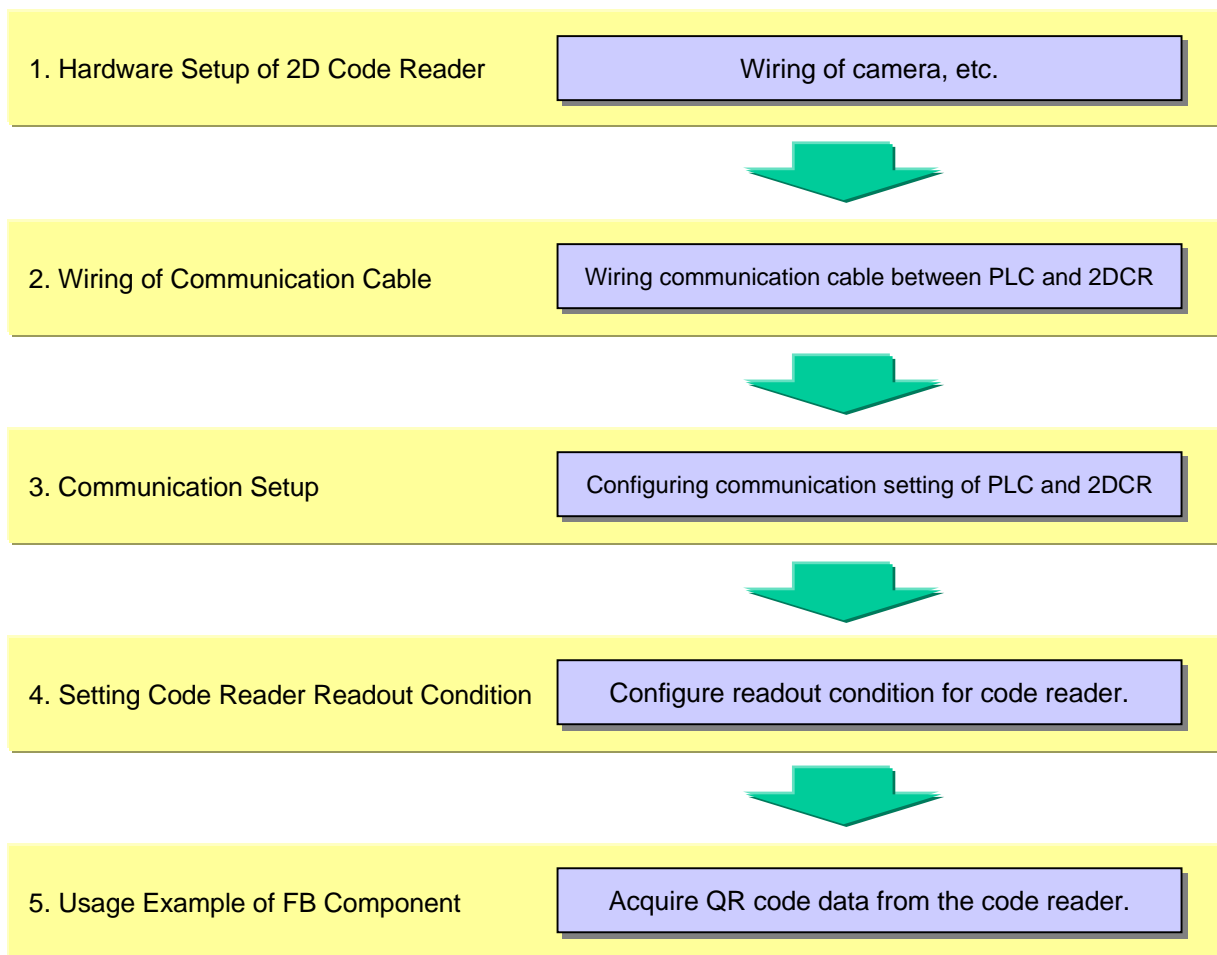 1. Hardware Setup of 2D Code Reader
Wiring of camera, etc.
2. Wiring of Communication Cable
Wiring communication cable between PLC and 2DCR
3. Communication Setup
Configuring communication setting of PLC and 2DCR
4. Setting Code Reader Readout Condition
Configure readout condition for code reader.
5. Usage Example of FB Component
Acquire QR code data from the code reader.